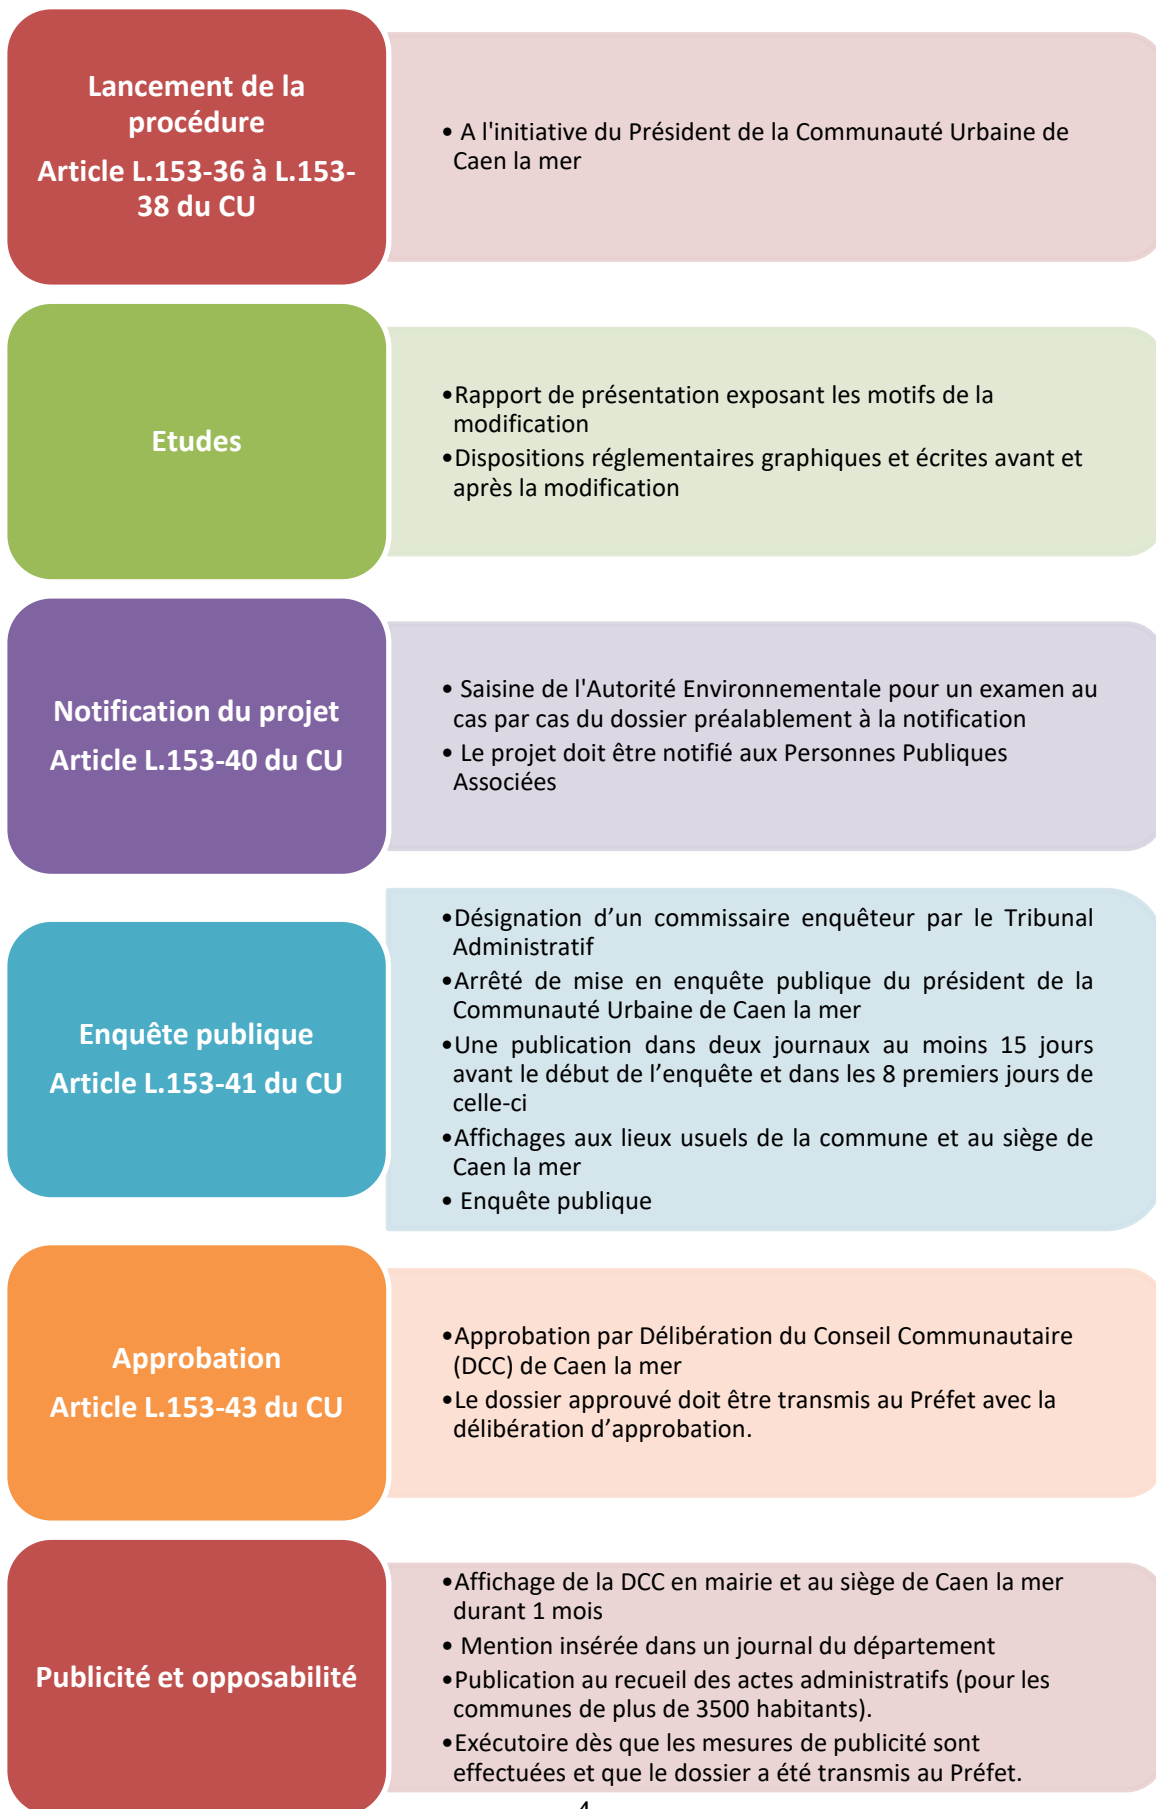 Lancement de la
procédure
Article L.153-36 à L.153-
38 du CU
• A l'initiative du Président de la Communauté Urbaine de
Caen la mer
Etudes
•Rapport de présentation exposant les motifs de la
modification
•Dispositions réglementaires graphiques et écrites avant et
après la modification
Notification du projet
Article L.153-40 du CU
• Saisine de l'Autorité Environnementale pour un examen au
cas par cas du dossier préalablement à la notification
• Le projet doit être notifié aux Personnes Publiques
Associées
Enquête publique
Article L.153-41 du CU
•Désignation d’un commissaire enquêteur par le Tribunal
Administratif
•Arrêté de mise en enquête publique du président de la
Communauté Urbaine de Caen la mer
•Une publication dans deux journaux au moins 15 jours
avant le début de l’enquête et dans les 8 premiers jours de
celle-ci
•Affichages aux lieux usuels de la commune et au siège de
Caen la mer
• Enquête publique
Approbation
Article L.153-43 du CU
•Approbation par Délibération du Conseil Communautaire
(DCC) de Caen la mer
•Le dossier approuvé doit être transmis au Préfet avec la
délibération d’approbation.
Publicité et opposabilité
•Affichage de la DCC en mairie et au siège de Caen la mer
durant 1 mois
• Mention insérée dans un journal du département
•Publication au recueil des actes administratifs (pour les
communes de plus de 3500 habitants).
•Exécutoire dès que les mesures de publicité sont
effectuées et que le dossier a été transmis au Préfet.
4